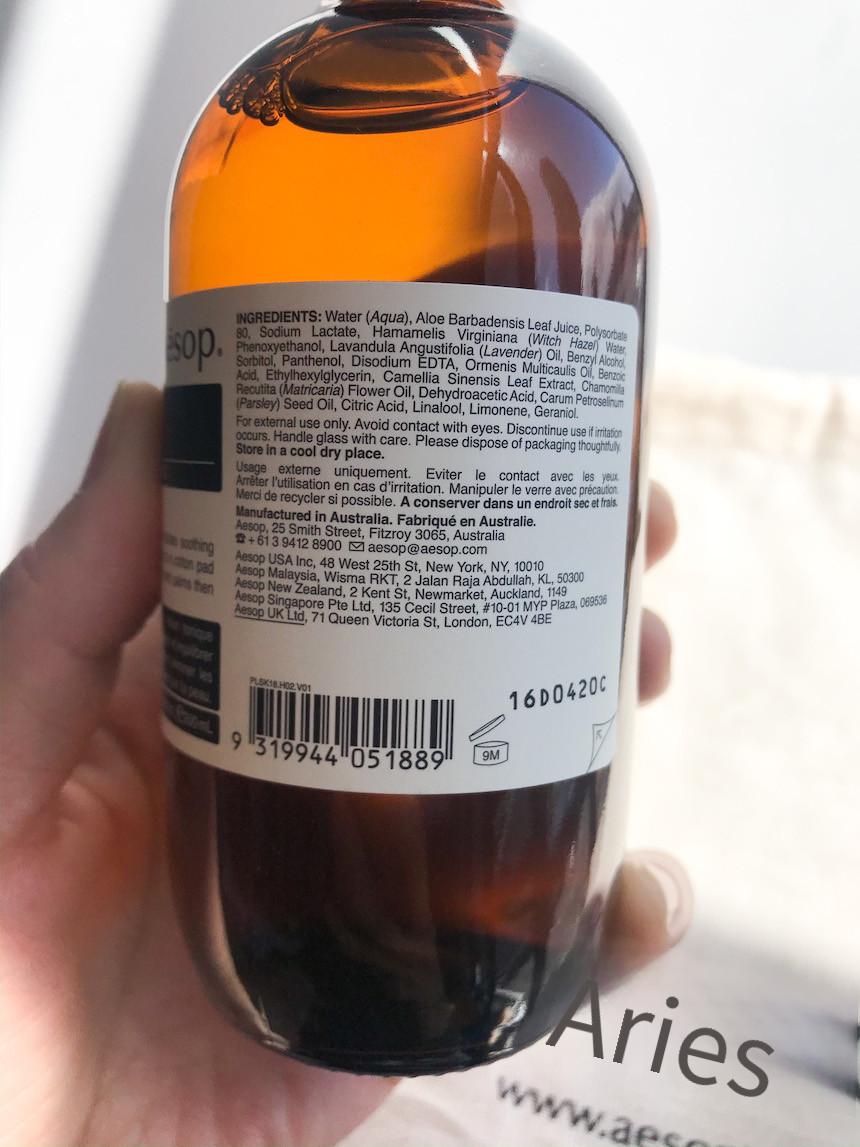 esop.
INGREDIENTS: Water (Aqua), Aloe Barbadensis Leaf Juice, Polysorbate
80, Sodium Lactate, Hamamelis Virginiana (Witch Hazel) Water,
Phenoxyethanol, Lavandula Angustifolia (Lavender) Oil, Benzyl Alcohol,
Sorbitol, Panthenol, Disodium EDTA, Ormenis Multicaulis Oil, Benzoic
Acid, Ethylhexylglycerin, Camellia Sinensis Leaf Extract, Chamomilla
Recutita (Matricaria) Flower Oil, Dehydroacetic Acid, Carum Petroselinum
(Parsley) Seed Oil, Citric Acid, Linalool, Limonene, Geraniol.
For external use only. Avoid contact with eyes. Discontinue use if irritation
occurs. Handle glass with care. Please dispose of packaging thoughtfully.
Store in a cool dry place.
Usage externe uniquement. Eviter le contact avec les yeux.
Arrêter l'utilisation en cas d'irritation. Manipuler le verre avec précaution.
Merci de recycler si possible. A conserver dans un endroit sec et frais.
Manufactured in Australia. Fabriqué en Australie.
Aesop, 25 Smith Street, Fitzroy 3065, Australia
☎+61 3 9412 8900 ✉ aesop@aesop.com
Aesop USA Inc, 48 West 25th St, New York, NY, 10010
Aesop Malaysia, Wisma RKT, 2 Jalan Raja Abdullah, KL, 50300
Aesop New Zealand, 2 Kent St, Newmarket, Auckland, 1149
Aesop Singapore Pte Ltd, 135 Cecil Street, #10-01 MYP Plaza, 069536
Aesop UK Ltd, 71 Queen Victoria St, London, EC4V 4BE
soothing
cotton pad
then
tonique
les
peau
PLSK18.H02.V01
16D0420C
9 319944 051889
9M
Aries
www.aeso